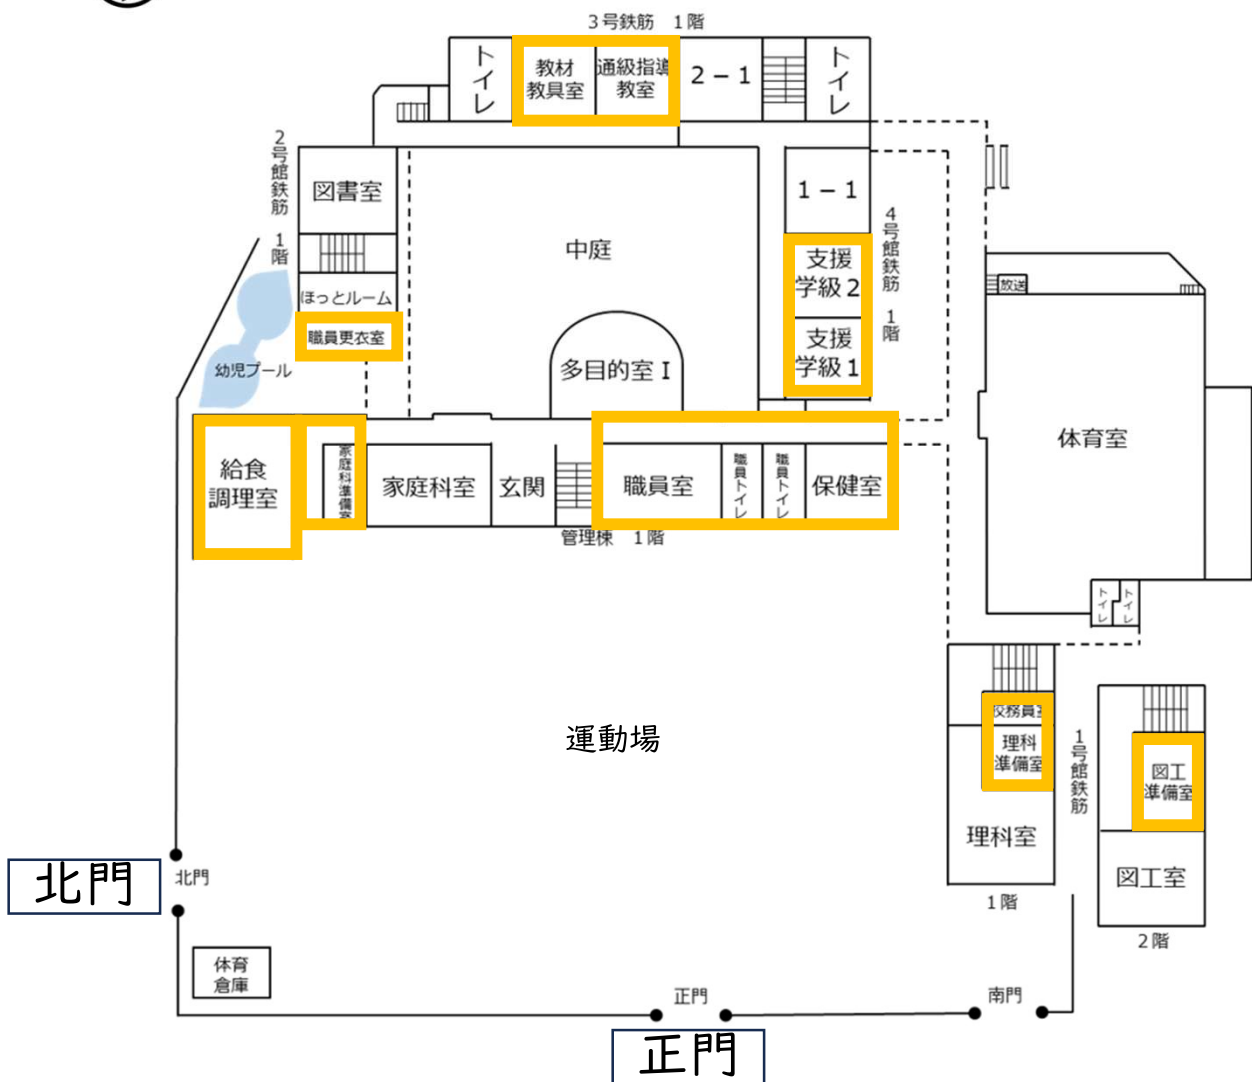 3号鉄筋　1階
トイレ
教材
教具室
通級指導
教室
2－1
トイレ
2号館鉄筋　1階
図書室
ほっとルーム
職員更衣室
幼児プール
中庭
多目的室Ⅰ
1－1
支援
学級2
支援
学級1
4号館鉄筋　1階
放送
体育室
トイレ
トイレ
給食
調理室
家庭科準備室
家庭科室
玄関
職員室
職員トイレ
職員トイレ
保健室
管理棟　1階
運動場
校務員室
理科
準備室
理科室
1階
1号館鉄筋
図工
準備室
図工室
2階
北門
北門
体育
倉庫
正門
南門
正門